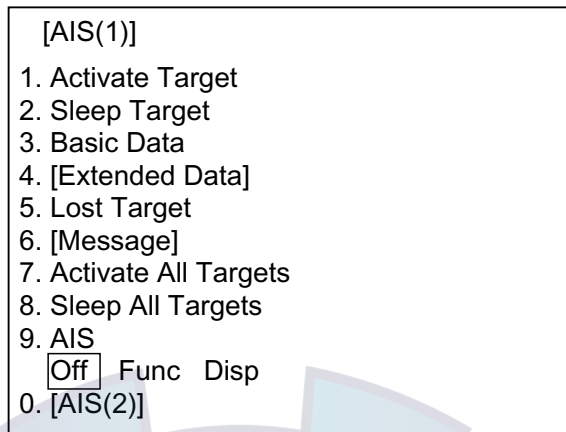 [AIS(1)]
1. Activate Target
2. Sleep Target
3. Basic Data
4. [Extended Data]
5. Lost Target
6. [Message]
7. Activate All Targets
8. Sleep All Targets
9. AIS
Off Func Disp
0. [AIS(2)]